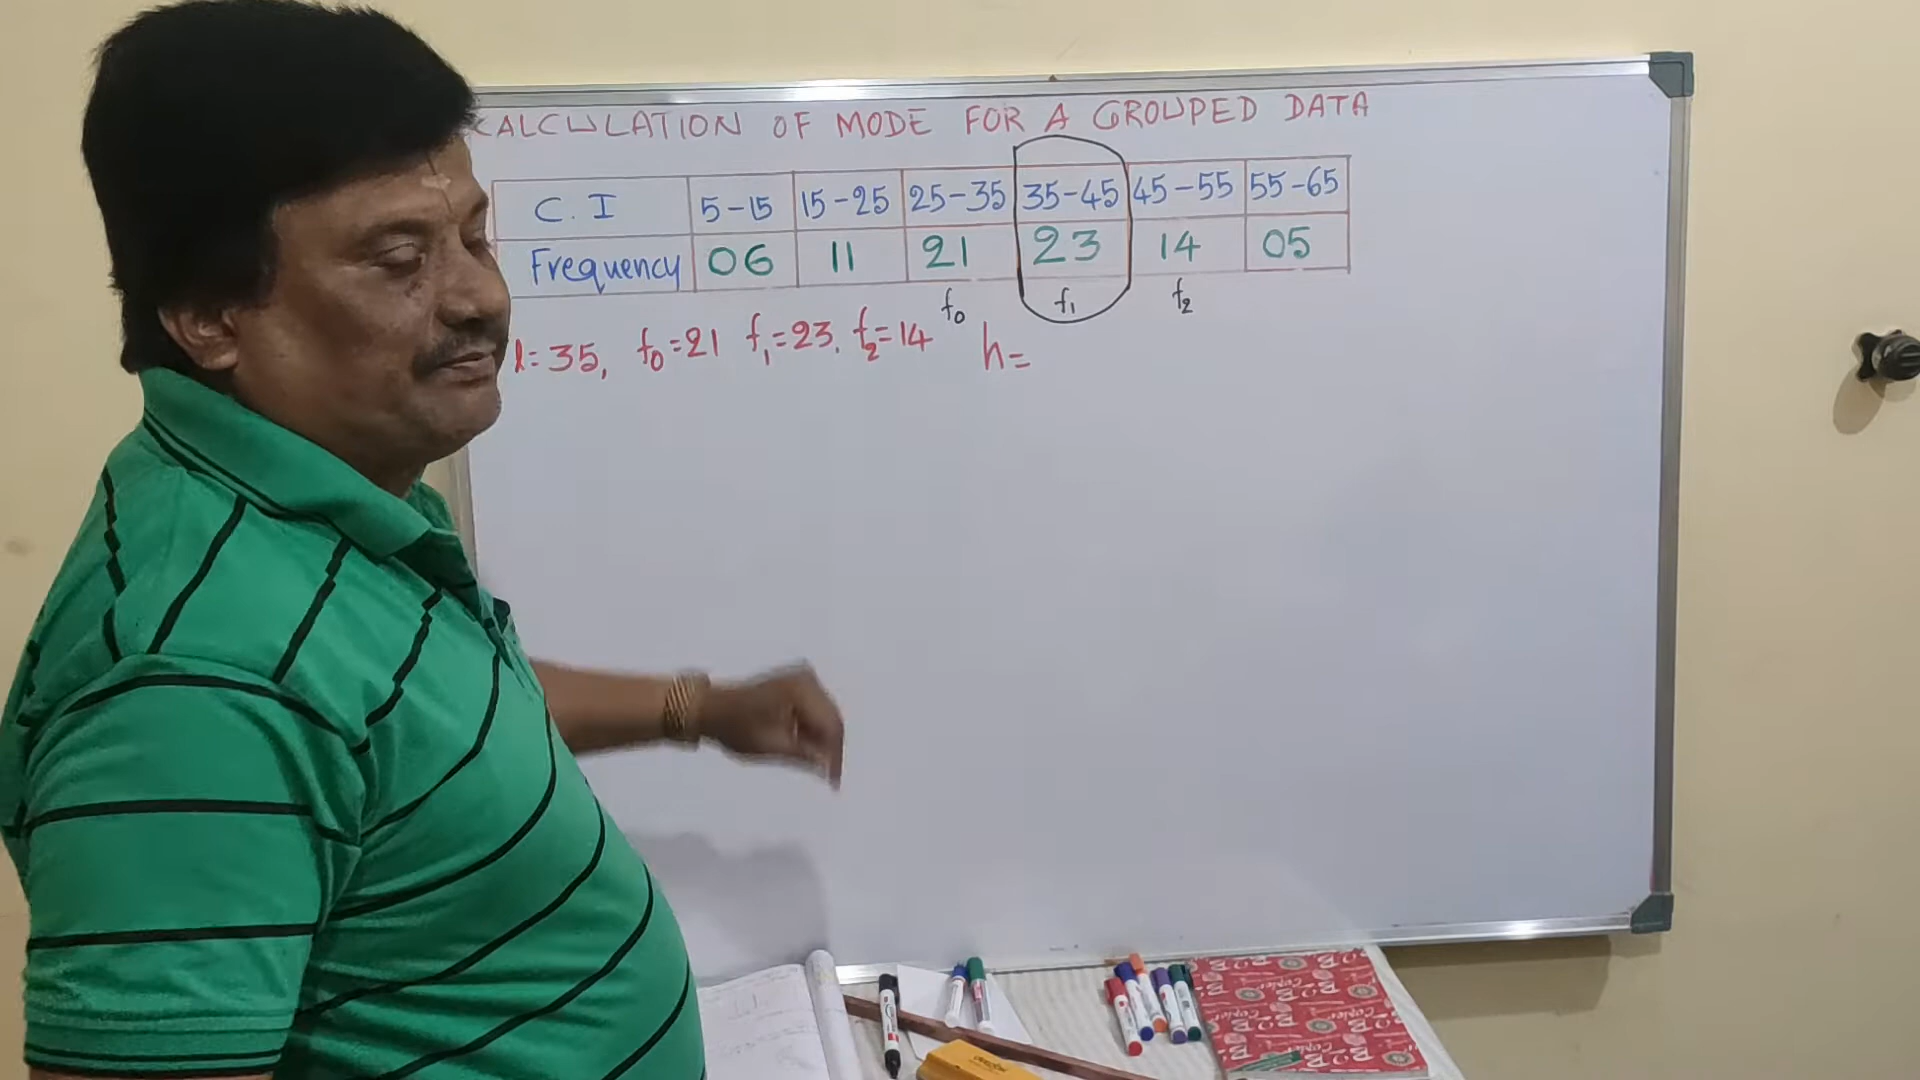 CALCULATION OF MODE FOR A GROUPED DATA
C.I 5-15 15-25 25-35 35-45 45-55 55-65
Frequency 06 11 21 23 14 05
f₀ f₁ f₂
l=35, f₀=21 f₁=23, f₂=14 h=